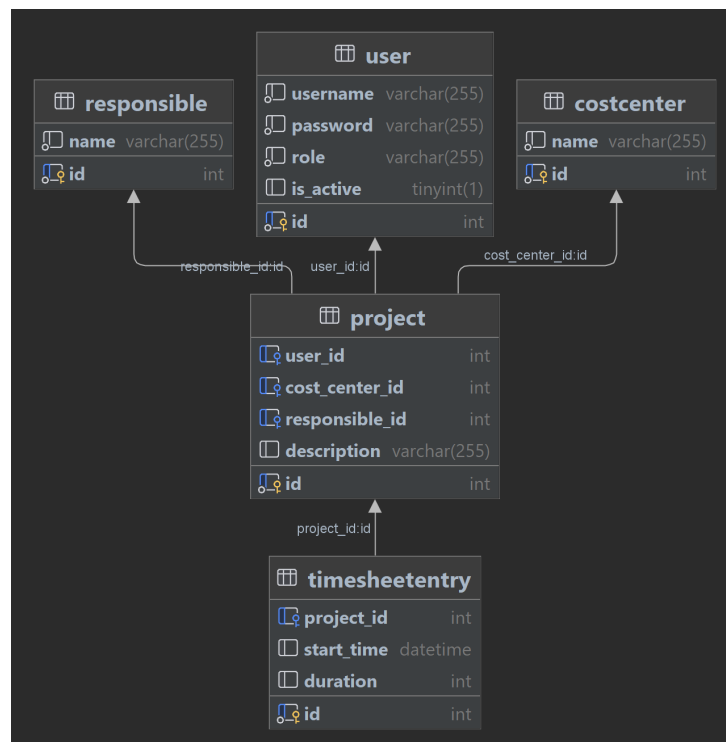 user
username varchar(255)
password varchar(255)
role varchar(255)
is_active tinyint(1)
id int
responsible
name varchar(255)
id int
costcenter
name varchar(255)
id int
responsible_id:id
user_id:id
cost_center_id:id
project
user_id int
cost_center_id int
responsible_id int
description varchar(255)
id int
project_id:id
timesheetentry
project_id int
start_time datetime
duration int
id int